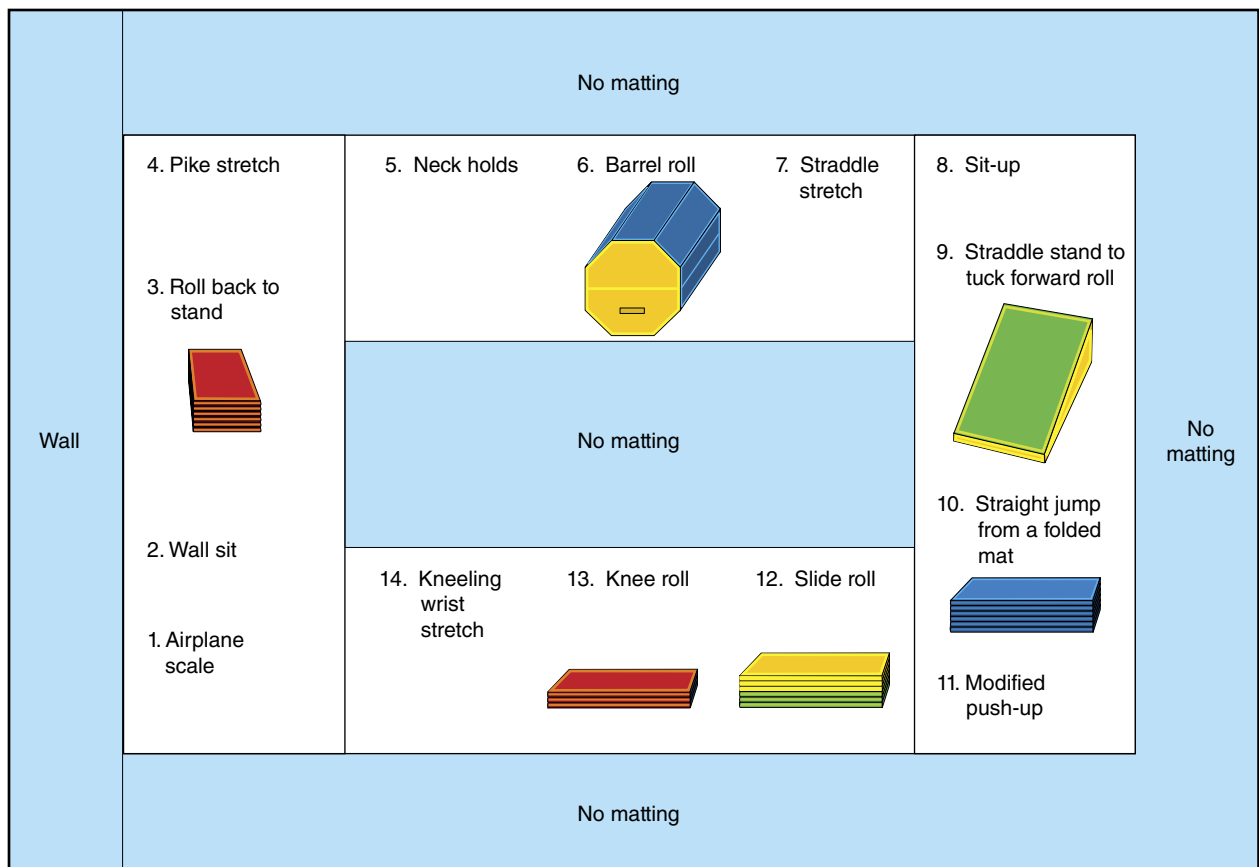 No matting
4. Pike stretch
5. Neck holds
6. Barrel roll
7. Straddle
stretch
8. Sit-up
3. Roll back to
stand
9. Straddle stand to
tuck forward roll
Wall
No matting
No
matting
2. Wall sit
10. Straight jump
from a folded
mat
14. Kneeling
wrist
stretch
13. Knee roll
12. Slide roll
1. Airplane
scale
11. Modified
push-up
No matting